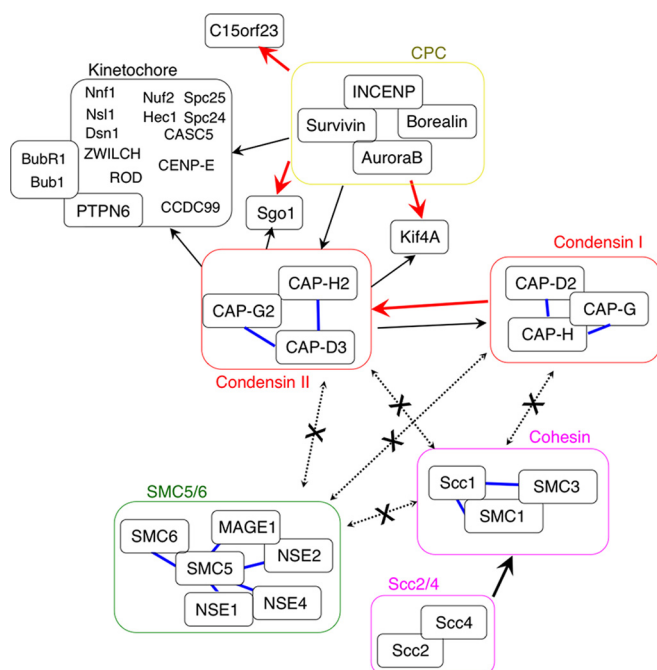 C15orf23
CPC
Kinetochore
INCENP
Survivin
Borealin
AuroraB
Nnf1
Nuf2 Spc25
Nsl1
Hec1 Spc24
Dsn1
CASC5
ZWILCH
CENP-E
ROD
BubR1
Bub1
PTPN6
CCDC99
Sgo1
Kif4A
Condensin I
CAP-H2
CAP-G2
CAP-D3
Condensin II
CAP-D2
CAP-G
CAP-H
X
X
X
X
X
Cohesin
Scc1
SMC3
SMC1
SMC5/6
MAGE1
SMC6
NSE2
SMC5
NSE4
NSE1
Scc2/4
Scc4
Scc2